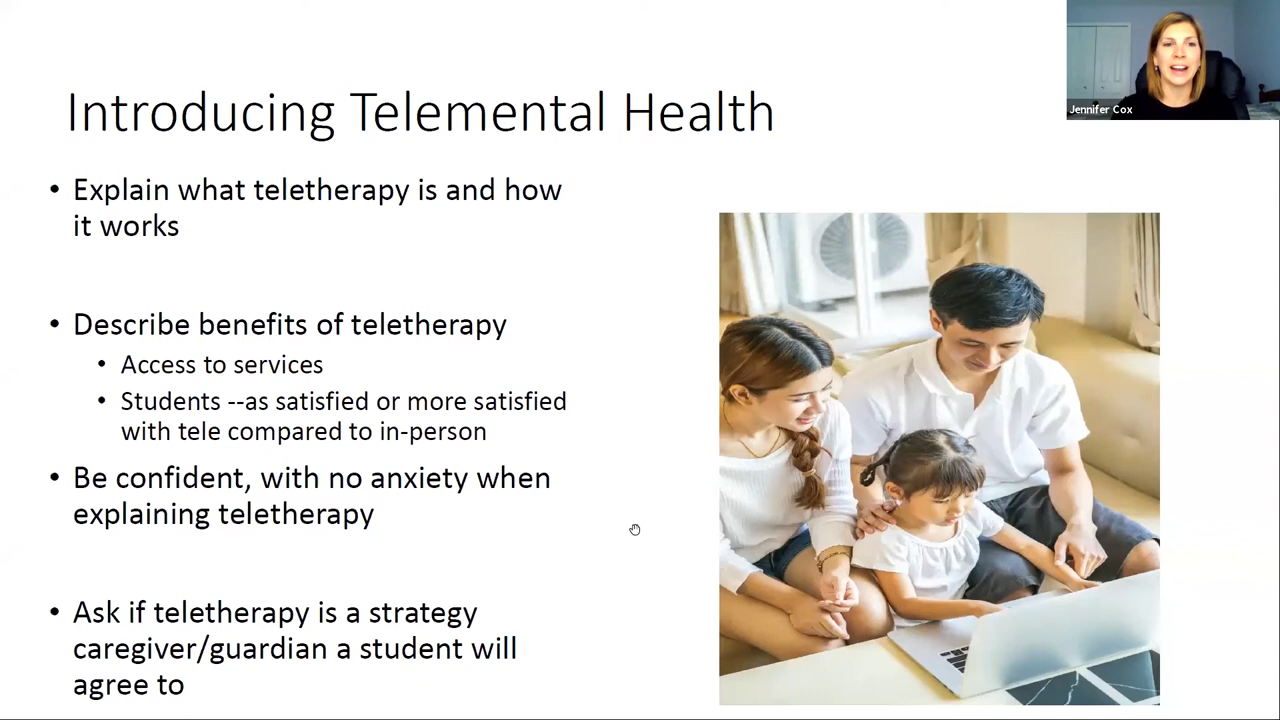 Jennifer Cox
Introducing Telemental Health
• Explain what teletherapy is and how
it works
• Describe benefits of teletherapy
• Access to services
• Students --as satisfied or more satisfied
with tele compared to in-person
• Be confident, with no anxiety when
explaining teletherapy
• Ask if teletherapy is a strategy
caregiver/guardian a student will
agree to